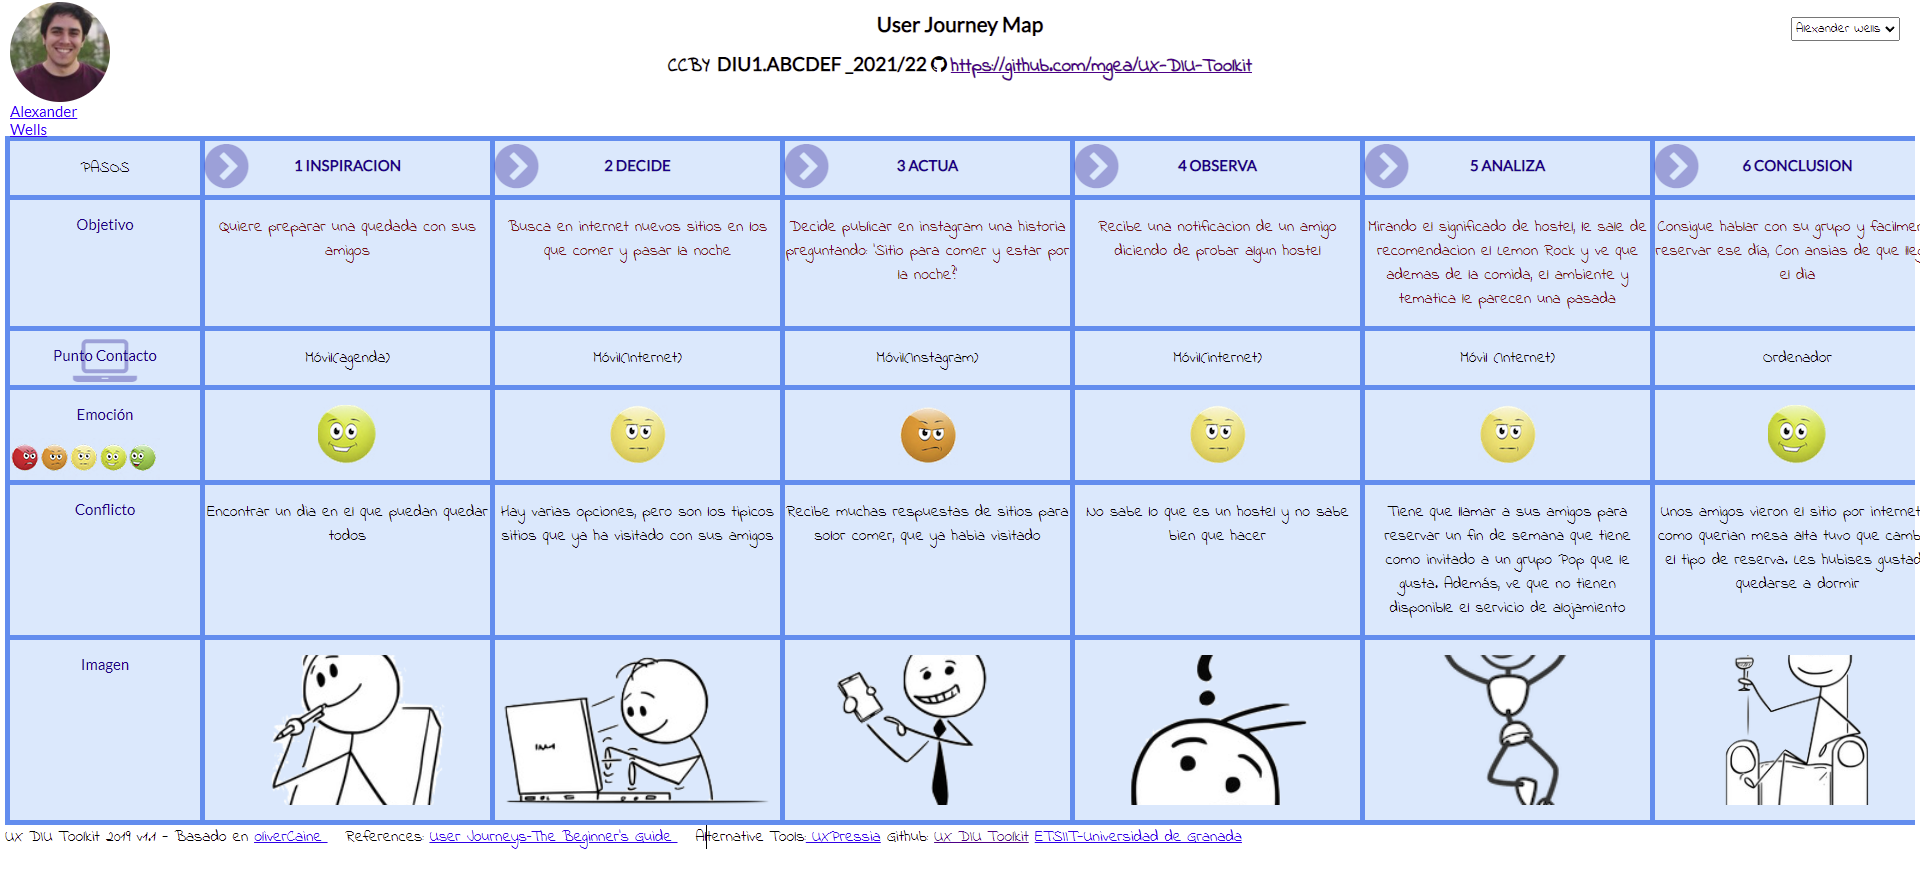 User Journey Map
Alexander Wells
CCBY DIU1.ABCDEF _2021/22 https://github.com/mgea/UX-DIU-Toolkit
Alexander
Wells
PASOS
1 INSPIRACION
2 DECIDE
3 ACTUA
4 OBSERVA
5 ANALIZA
6 CONCLUSION
Objetivo
Quiere preparar una quedada con sus
amigos
Busca en internet nuevos sitios en los
que comer y pasar la noche
Decide publicar en instagram una historia
preguntando: 'Sitio para comer y estar por
la noche?'
Recibe una notificacion de un amigo
diciendo de probar algun hostel
Mirando el significado de hostel, le sale de
recomendacion el Lemon Rock y ve que
ademas de la comida, el ambiente y
tematica le parecen una pasada
Consigue hablar con su grupo y
reservar ese día, Con ansias de que
el dia
Punto Contacto
Móvil(agenda)
Móvil(Internet)
Móvil(Instagram)
Móvil(internet)
Móvil (Internet)
Ordenador
Emoción
Conflicto
Encontrar un dia en el que puedan quedar
todos
Hay varias opciones, pero son los tipicos
sitios que ya ha visitado con sus amigos
Recibe muchas respuestas de sitios para
solor comer, que ya habia visitado
No sabe lo que es un hostel y no sabe
bien que hacer
Tiene que llamar a sus amigos para
reservar un fin de semana que tiene
como invitado a un grupo Pop que le
gusta. Además, ve que no tienen
disponible el servicio de alojamiento
Unos amigos vieron el sitio por internet
como querian mesa alta tuvo que
el tipo de reserva. Les hubises
quedarse a dormir
Imagen
UX DIU Toolkit 2019 v1.1 - Basado en oliverCaine References: User Journeys-The Beginner's Guide Alternative Tools: UXPressia Github: UX DIU Toolkit ETSIIT-Universidad de Granada